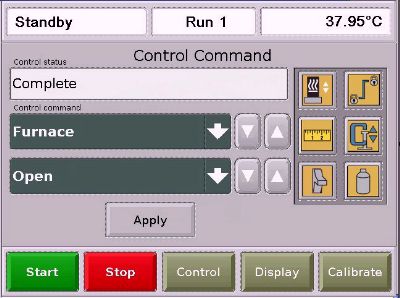 Standby Run 1 37.95°C
Control Command
Control status
Complete
Control command
Furnace
Open
Apply
Start Stop Control Display Calibrate